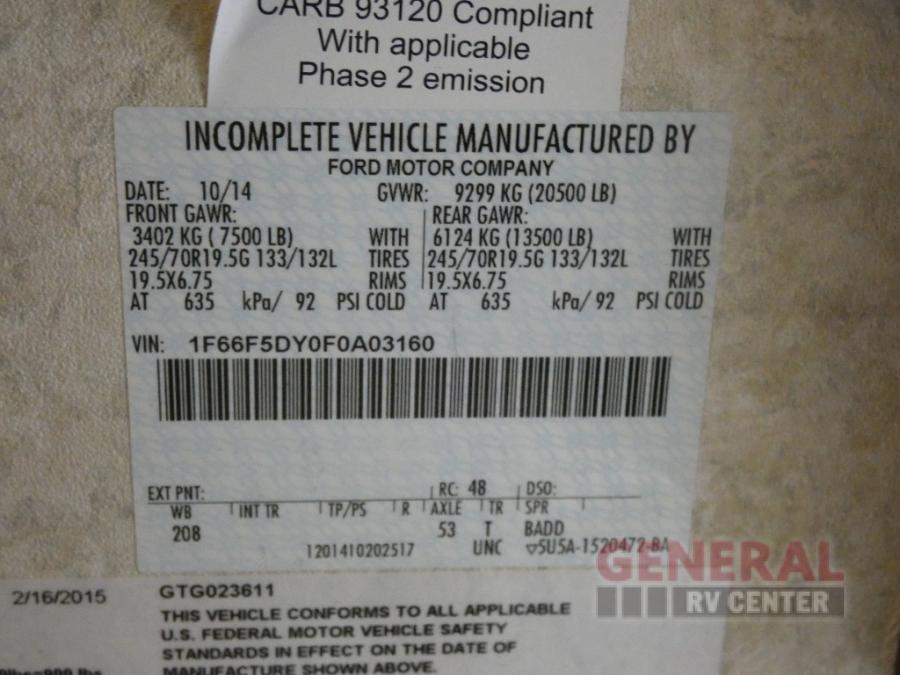 CARB 93120 Compliant
With applicable
Phase 2 emission
INCOMPLETE VEHICLE MANUFACTURED BY
FORD MOTOR COMPANY
DATE: 10/14 GVWR: 9299 KG (20500 LB)
FRONT GAWR: REAR GAWR:
3402 KG ( 7500 LB) WITH 6124 KG (13500 LB) WITH
245/70R19.5G 133/132L TIRES 245/70R19.5G 133/132L TIRES
19.5X6.75 RIMS 19.5X6.75 RIMS
AT 635 kPa/ 92 PSI COLD AT 635 kPa/ 92 PSI COLD
VIN: 1F66F5DY0F0A03160
EXT PNT: RC: 48 DSO:
WB INT TR TP/PS R AXLE TR SPR
208 53 T BADD
1201410202517 UNC ▽5U5A-1520472-BA
GENERAL
RV CENTER
2/16/2015 GTG023611
THIS VEHICLE CONFORMS TO ALL APPLICABLE
U.S. FEDERAL MOTOR VEHICLE SAFETY
STANDARDS IN EFFECT ON THE DATE OF
MANUFACTURE SHOWN ABOVE.